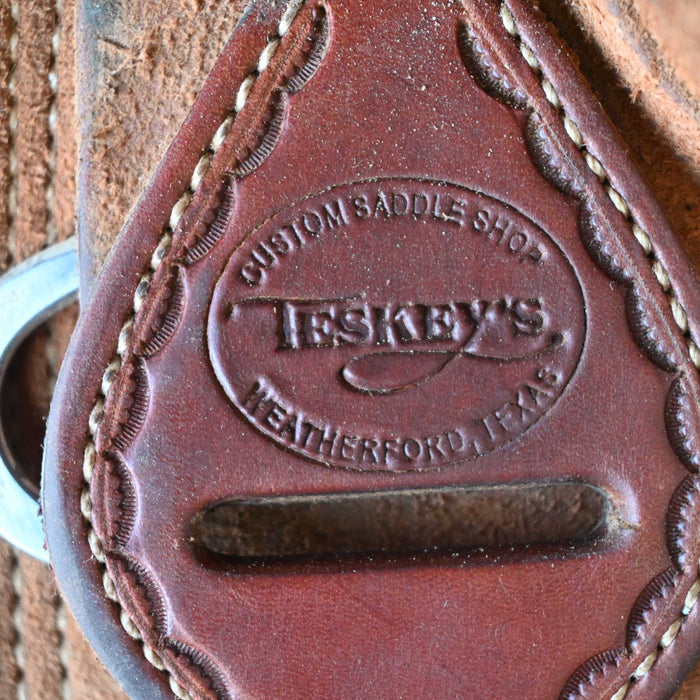 CUSTOM SADDLE SHOP
TESKEY'S
WEATHERFORD, TEXAS